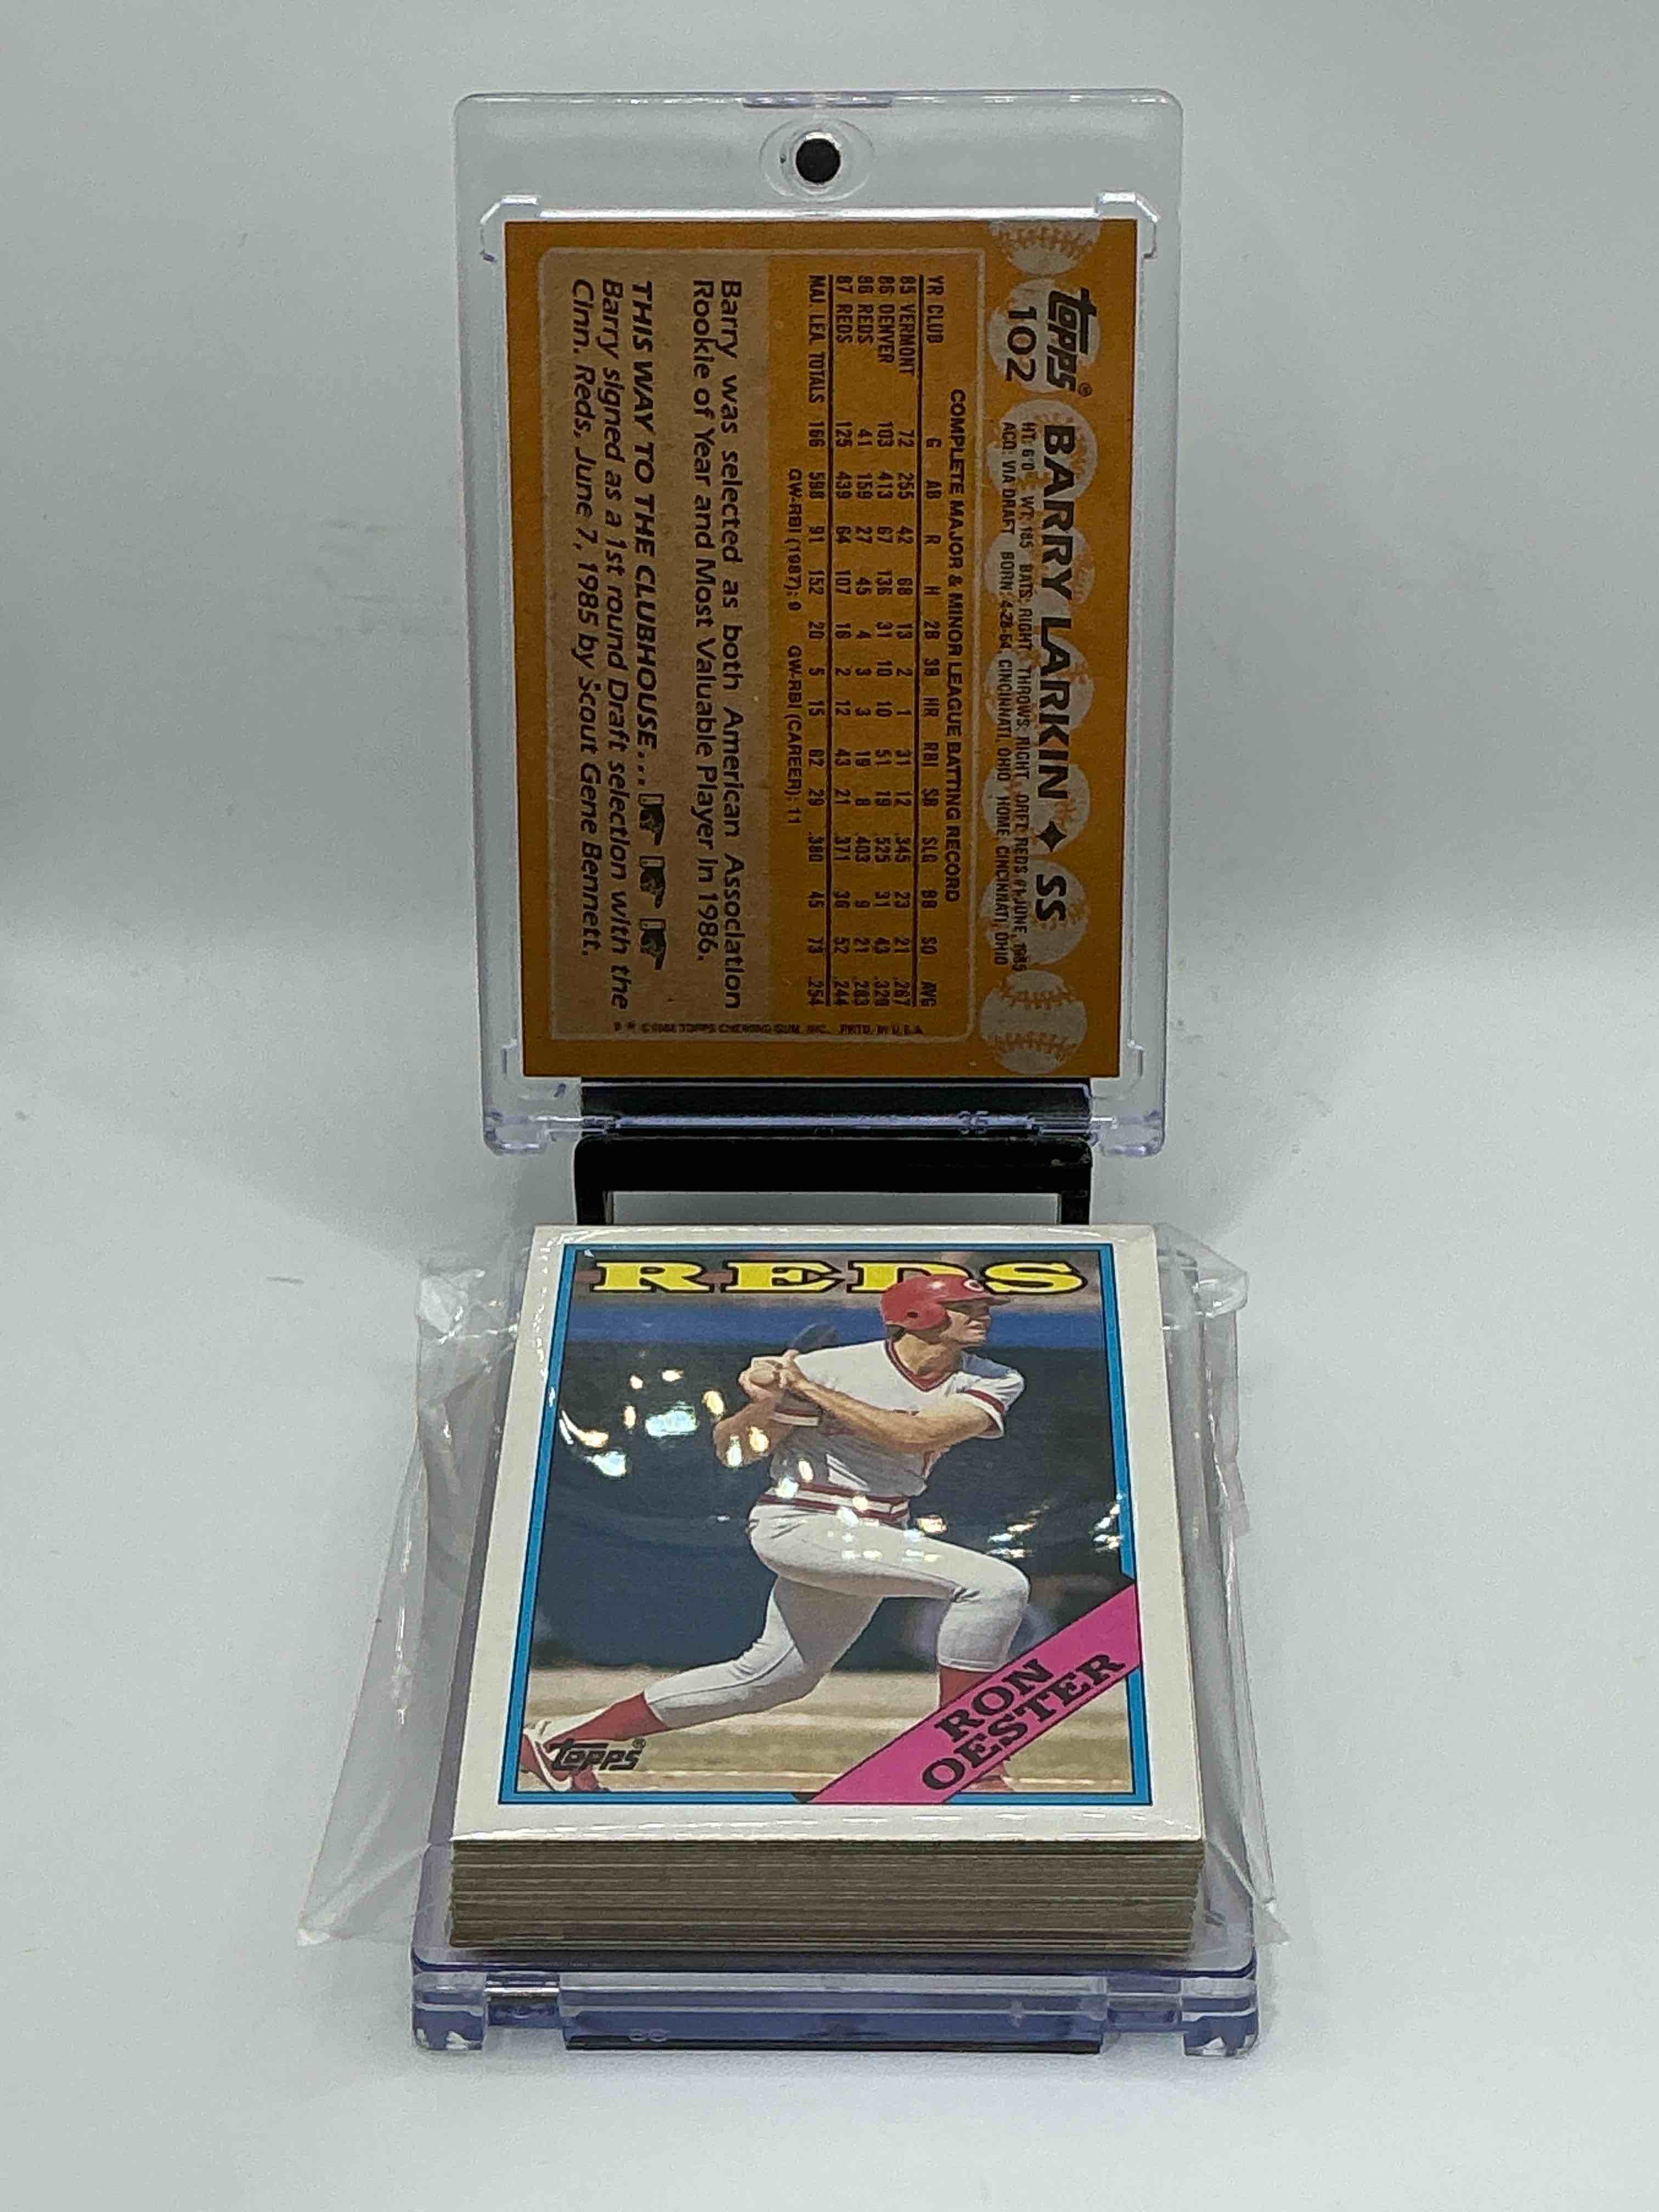 topps®
102
BARRY LARKIN ◆ SS
HT: 6'0" WT: 185 BATS: RIGHT THROWS: RIGHT DRFT: REDS #1-JUNE, 1985
ACQ: VIA DRAFT BORN: 4-28-64, CINCINNATI, OHIO HOME: CINCINNATI, OHIO
COMPLETE MAJOR & MINOR LEAGUE BATTING RECORD
YR CLUB G AB R H 2B 3B HR RBI SB SLG BB SO AVG
85 VERMONT 72 255 42 68 13 2 1 31 12 .345 23 21 .267
86 DENVER 103 413 67 136 31 10 10 51 19 .525 31 43 .329
86 REDS 41 159 27 45 4 3 3 19 8 .403 9 21 .283
87 REDS 125 439 64 107 16 2 12 43 21 .371 36 52 .244
MAJ. LEA. TOTALS 166 598 91 152 20 5 15 62 29 .380 45 73 .254
GW-RBI (1987): 9 GW-RBI (CAREER): 11
Barry was selected as both American Association
Rookie of Year and Most Valuable Player in 1986.
THIS WAY TO THE CLUBHOUSE...
Barry signed as a 1st round Draft selection with the
Cinn. Reds, June 7, 1985 by Scout Gene Bennett.
TOPPS CHEWING GUM, INC. PRTD. IN U.S.A.
35
REDS
C
RON
OESTER
topps®